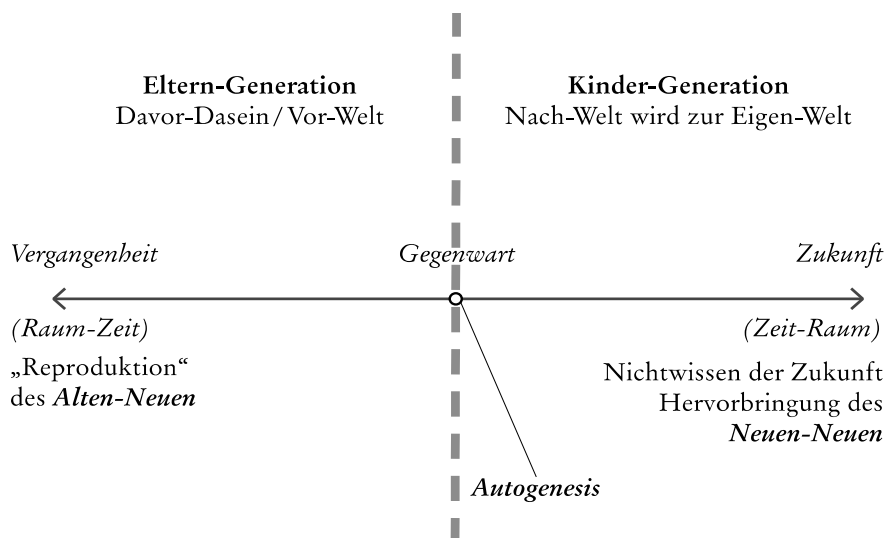 Eltern-Generation
Davor-Dasein/Vor-Welt
Kinder-Generation
Nach-Welt wird zur Eigen-Welt
Vergangenheit
Gegenwart
Zukunft
(Raum-Zeit)
„Reproduktion“
des Alten-Neuen
(Zeit-Raum)
Nichtwissen der Zukunft
Hervorbringung des
Neuen-Neuen
Autogenesis